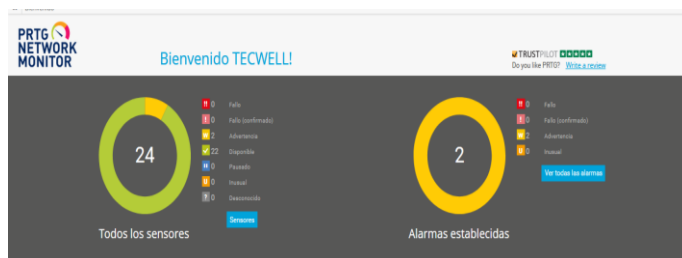 PRTG
NETWORK
MONITOR
Bienvenido TECWELL!
TRUSTPILOT
Do you like PRTG? Write a review
24
!! 0 Fallo
! 0 Fallo (confirmado)
W 2 Advertencia
22 Disponible
II 0 Pausado
U 0 Inusual
? 0 Desconocido
Sensores
Todos los sensores
2
!! 0 Fallo
! 0 Fallo (confirmado)
W 2 Advertencia
U 0 Inusual
Ver todas las alarmas
Alarmas establecidas